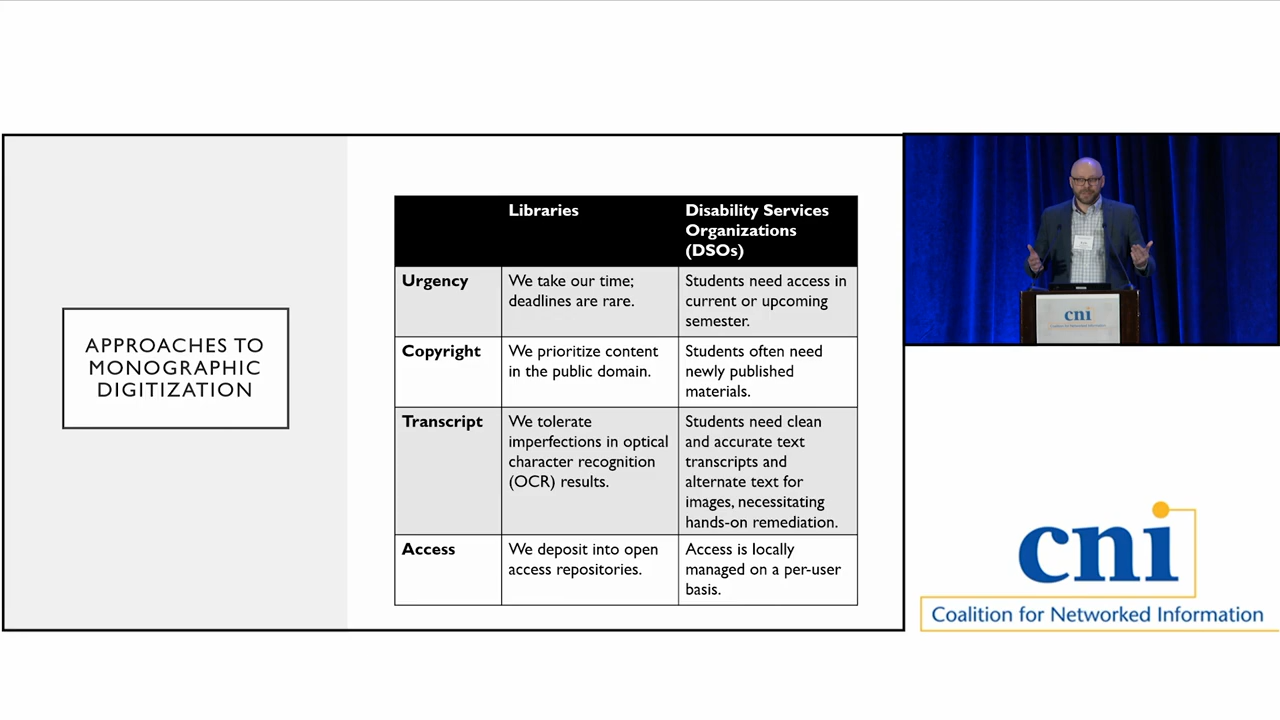 APPROACHES TO
MONOGRAPHIC
DIGITIZATION
Libraries
Disability Services
Organizations
(DSOs)
Urgency
We take our time;
deadlines are rare.
Students need access in
current or upcoming
semester.
Copyright
We prioritize content
in the public domain.
Students often need
newly published
materials.
Transcript
We tolerate
imperfections in optical
character recognition
(OCR) results.
Students need clean
and accurate text
transcripts and
alternate text for
images, necessitating
hands-on remediation.
Access
We deposit into open
access repositories.
Access is locally
managed on a per-user
basis.
cni
Coalition for Networked Information
cni
Coalition for Networked Information